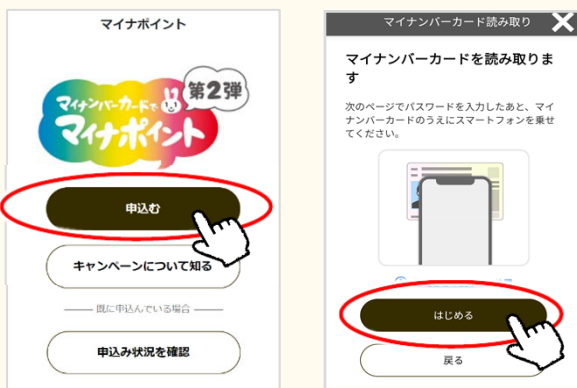 マイナポイント
マイナンバーカードで
マイナポイント
第2弾
申込む
キャンペーンについて知る
既に申込んでいる場合
申込み状況を確認
マイナンバーカード読み取り
マイナンバーカードを読み取りま
す
次のページでパスワードを入力したあと、マイ
ナンバーカードのうえにスマートフォンを乗せ
てください。
はじめる
戻る